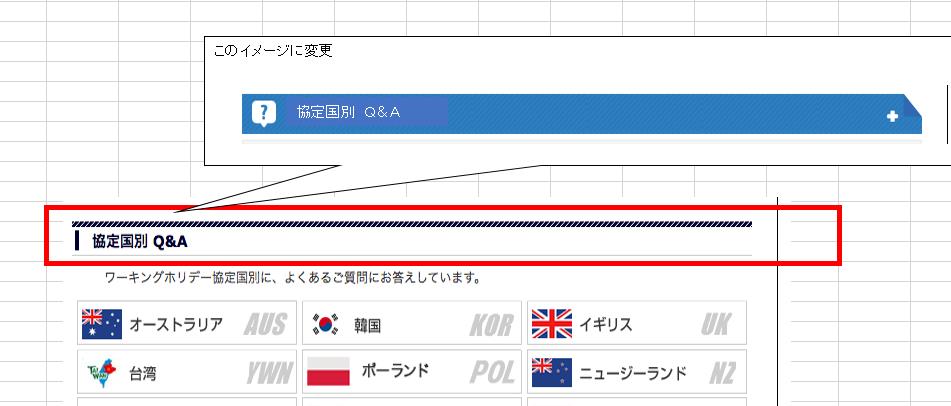 このイメージに変更
協定国別 Q&A
協定国別 Q&A
ワーキングホリデー協定国別に、よくあるご質問にお答えしています。
オーストラリア AUS 韓国 KOR イギリス UK
TAIWAN 台湾 YWN ポーランド POL ニュージーランド NZ